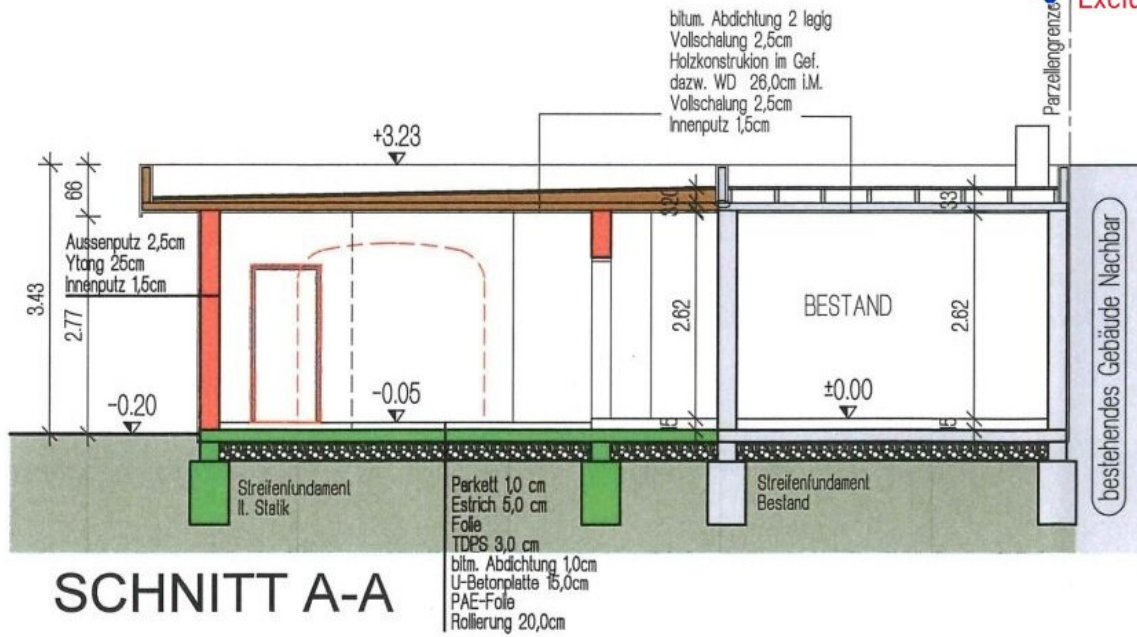 bitum. Abdichtung 2 lagig
Vollschalung 2,5cm
Holzkonstrukion im Gef.
dazw. WD 26,0cm i.M.
Vollschalung 2,5cm
Innenputz 1,5cm
Parzellengrenze
+3.23
66
33
Aussenputz 2,5cm
Ytong 25cm
Innenputz 1,5cm
3.43
2.77
2.62
BESTAND
2.62
bestehendes Gebäude Nachbar
-0.20
-0.05
±0.00
Streifenfundament
lt. Statik
Parkett 1,0 cm
Estrich 5,0 cm
Folie
TDPS 3,0 cm
bitm. Abdichtung 1,0cm
U-Betonplatte 15,0cm
PAE-Folie
Rollierung 20,0cm
Streifenfundament
Bestand
SCHNITT A-A